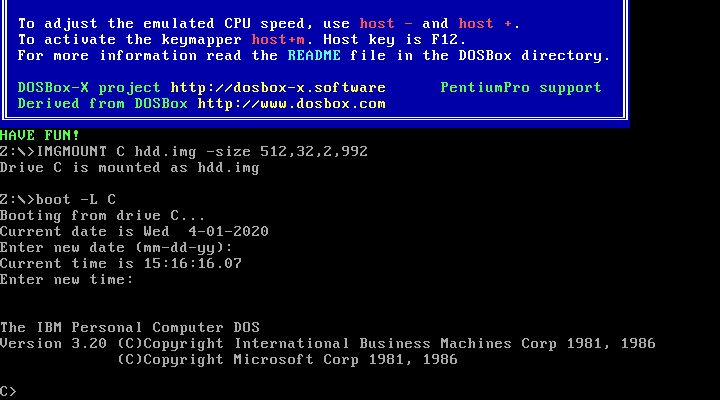 To adjust the emulated CPU speed, use host - and host +.
To activate the keymapper host+m. Host key is F12.
For more information read the README file in the DOSBox directory.
DOSBox-X project http://dosbox-x.software PentiumPro support
Derived from DOSBox http://www.dosbox.com
HAVE FUN!
Z:\>IMGMOUNT C hdd.img -size 512,32,2,992
Drive C is mounted as hdd.img
Z:\>boot -L C
Booting from drive C...
Current date is Wed  4-01-2020
Enter new date (mm-dd-yy):
Current time is 15:16:16.07
Enter new time:
The IBM Personal Computer DOS
Version 3.20 (C)Copyright International Business Machines Corp 1981, 1986
(C)Copyright Microsoft Corp 1981, 1986
C>